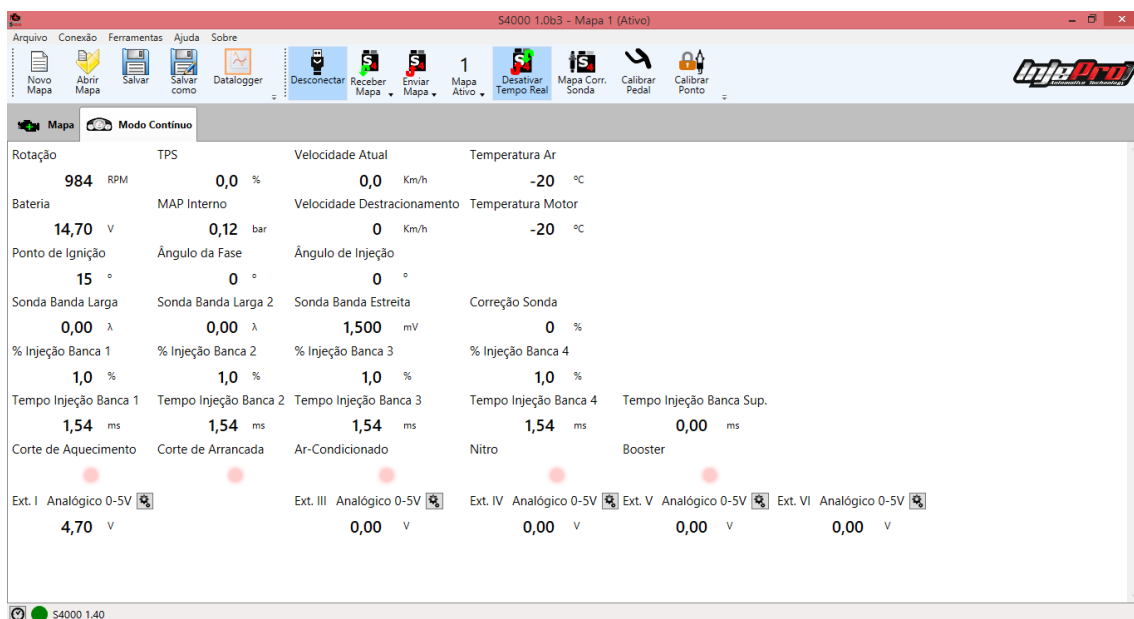 S4000 1.0b3 - Mapa 1 (Ativo)
Arquivo Conexão Ferramentas Ajuda Sobre
Novo Mapa Abrir Mapa Salvar Salvar como Datalogger Desconectar Receber Mapa Enviar Mapa 1 Mapa Ativo Desativar Tempo Real Mapa Corr. Sonda Calibrar Pedal Calibrar Ponto InjePro
Mapa Modo Contínuo
Rotação TPS Velocidade Atual Temperatura Ar
984 RPM 0,0 % 0,0 Km/h -20 ºC
Bateria MAP Interno Velocidade Destracionamento Temperatura Motor
14,70 V 0,12 bar 0 Km/h -20 ºC
Ponto de Ignição Ângulo da Fase Ângulo de Injeção
15 ° 0 ° 0 °
Sonda Banda Larga Sonda Banda Larga 2 Sonda Banda Estreita Correção Sonda
0,00 λ 0,00 λ 1,500 mV 0 %
% Injeção Banca 1 % Injeção Banca 2 % Injeção Banca 3 % Injeção Banca 4
1,0 % 1,0 % 1,0 % 1,0 %
Tempo Injeção Banca 1 Tempo Injeção Banca 2 Tempo Injeção Banca 3 Tempo Injeção Banca 4 Tempo Injeção Banca Sup.
1,54 ms 1,54 ms 1,54 ms 1,54 ms 0,00 ms
Corte de Aquecimento Corte de Arrancada Ar-Condicionado Nitro Booster
Ext. I Analógico 0-5V Ext. III Analógico 0-5V Ext. IV Analógico 0-5V Ext. V Analógico 0-5V Ext. VI Analógico 0-5V
4,70 V 0,00 V 0,00 V 0,00 V 0,00 V
S4000 1.40